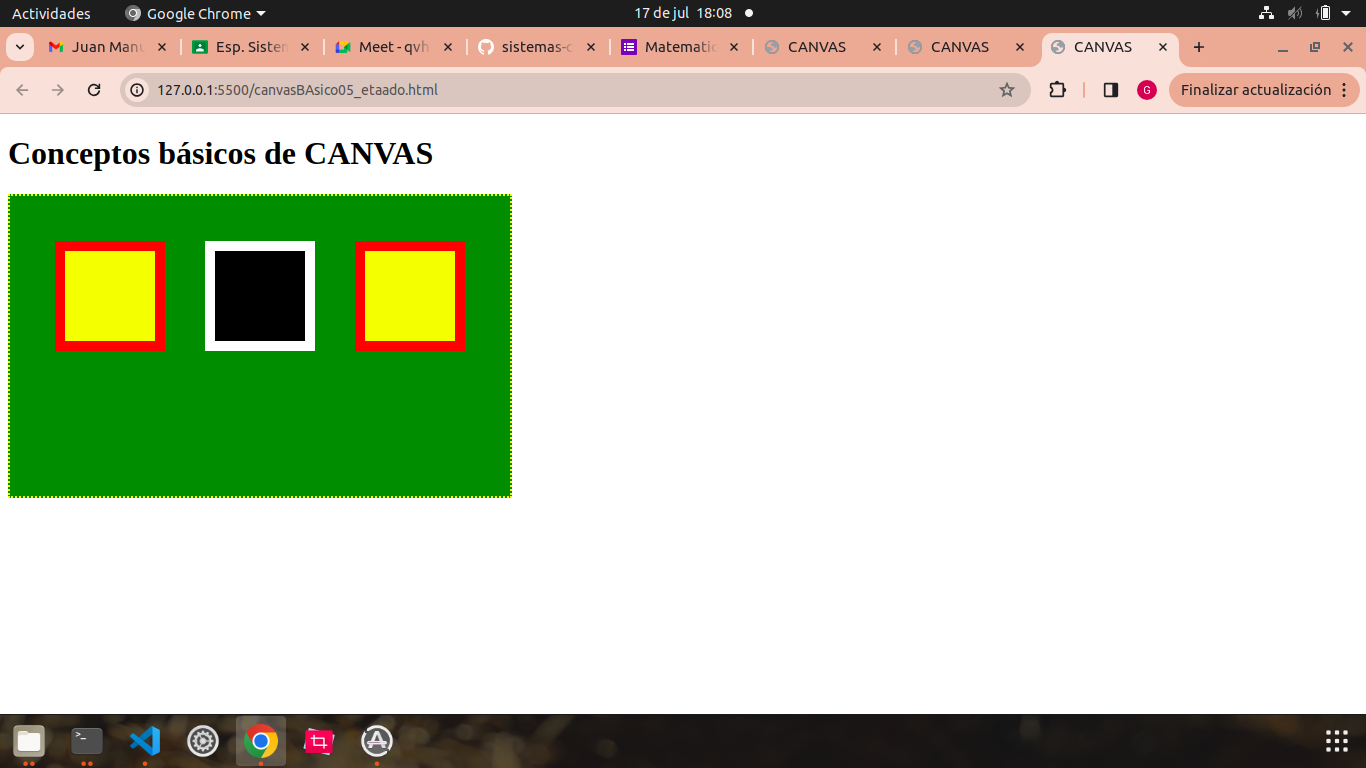 Actividades
Google Chrome
17 de jul 18:08
Juan Manu
Esp. Sistem
Meet - qvh
sistemas-c
Matematic
CANVAS
CANVAS
CANVAS
127.0.0.1:5500/canvasBAsico05_etaado.html
G
Finalizar actualización
Conceptos básicos de CANVAS